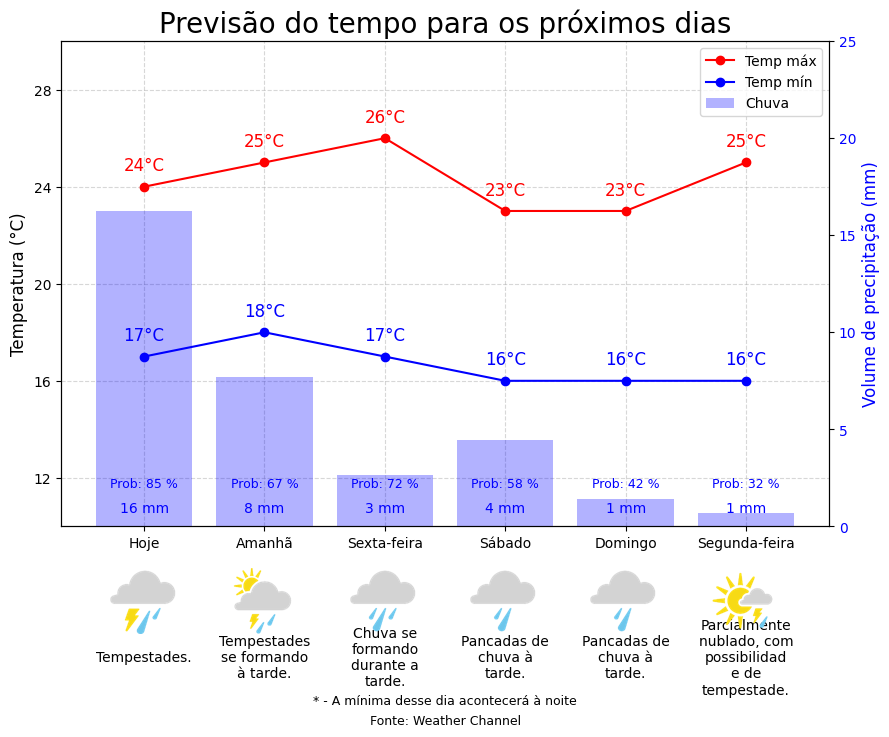 Previsão do tempo para os próximos dias
Temp máx
Temp mín
Chuva
Temperatura (°C)
Volume de precipitação (mm)
28
24
20
16
12
25
20
15
10
5
0
24°C
25°C
26°C
23°C
23°C
25°C
17°C
18°C
17°C
16°C
16°C
16°C
Prob: 85 %
Prob: 67 %
Prob: 72 %
Prob: 58 %
Prob: 42 %
Prob: 32 %
16 mm
8 mm
3 mm
4 mm
1 mm
1 mm
Hoje
Amanhã
Sexta-feira
Sábado
Domingo
Segunda-feira
Tempestades.
Tempestades
se formando
à tarde.
Chuva se
formando
durante a
tarde.
Pancadas de
chuva à
tarde.
Pancadas de
chuva à
tarde.
Parcialmente
nublado, com
possibilidad
e de
tempestade.
* - A mínima desse dia acontecerá à noite
Fonte: Weather Channel